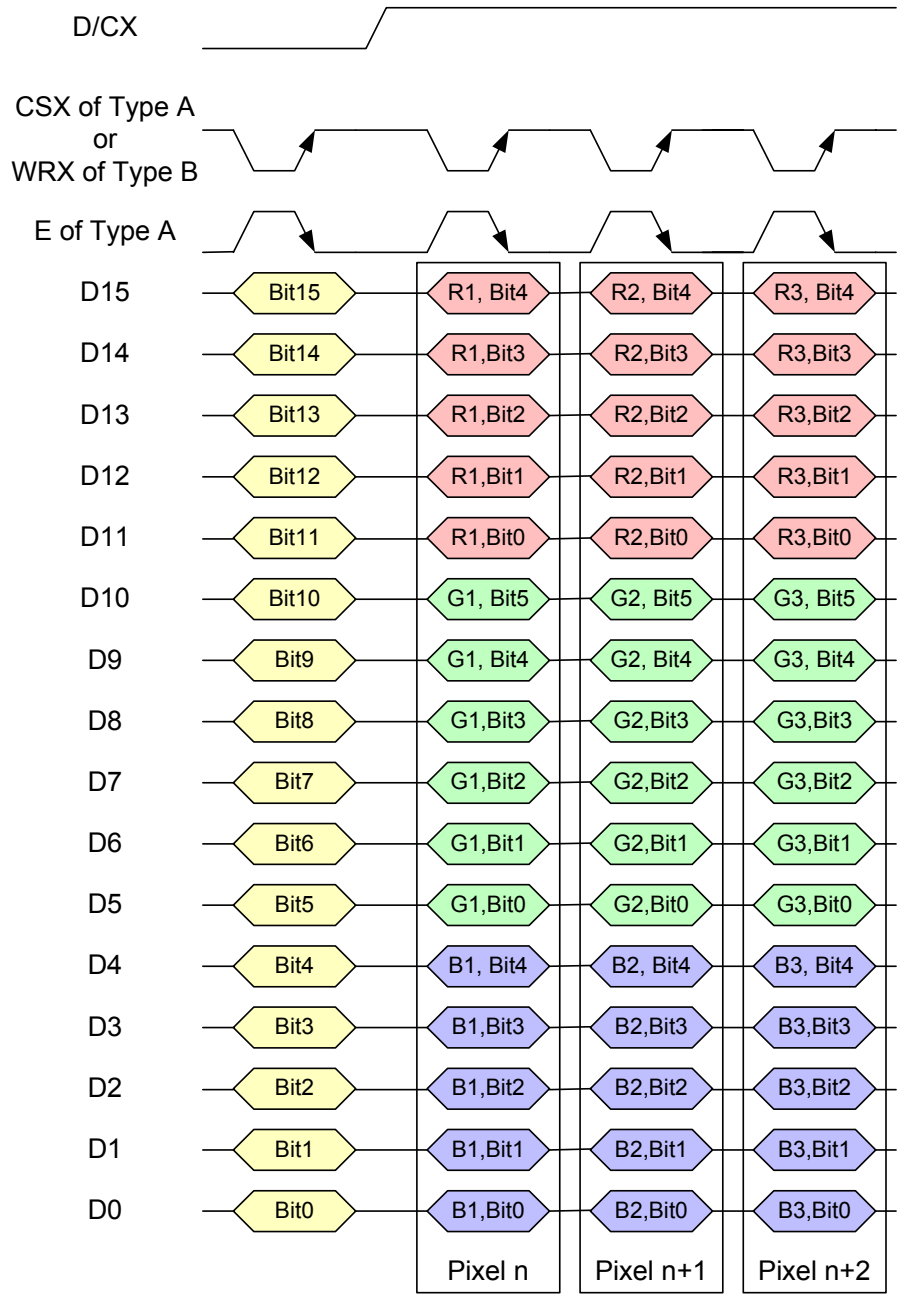 D/CX
CSX of Type A
or
WRX of Type B
E of Type A
D15 Bit15 R1, Bit4 R2, Bit4 R3, Bit4
D14 Bit14 R1,Bit3 R2,Bit3 R3,Bit3
D13 Bit13 R1,Bit2 R2,Bit2 R3,Bit2
D12 Bit12 R1,Bit1 R2,Bit1 R3,Bit1
D11 Bit11 R1,Bit0 R2,Bit0 R3,Bit0
D10 Bit10 G1, Bit5 G2, Bit5 G3, Bit5
D9 Bit9 G1, Bit4 G2, Bit4 G3, Bit4
D8 Bit8 G1,Bit3 G2,Bit3 G3,Bit3
D7 Bit7 G1,Bit2 G2,Bit2 G3,Bit2
D6 Bit6 G1,Bit1 G2,Bit1 G3,Bit1
D5 Bit5 G1,Bit0 G2,Bit0 G3,Bit0
D4 Bit4 B1, Bit4 B2, Bit4 B3, Bit4
D3 Bit3 B1,Bit3 B2,Bit3 B3,Bit3
D2 Bit2 B1,Bit2 B2,Bit2 B3,Bit2
D1 Bit1 B1,Bit1 B2,Bit1 B3,Bit1
D0 Bit0 B1,Bit0 B2,Bit0 B3,Bit0
Pixel n Pixel n+1 Pixel n+2